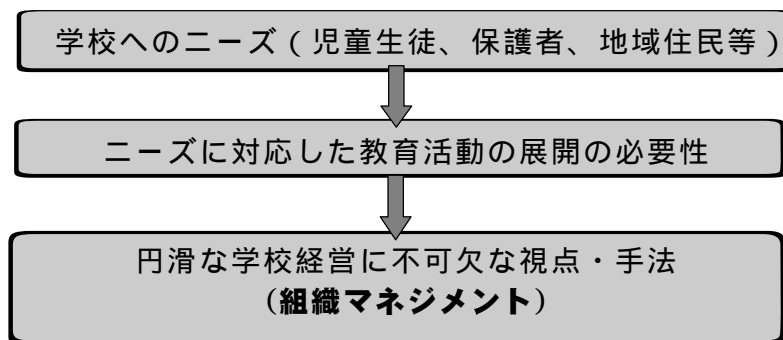 学校へのニーズ（児童生徒、保護者、地域住民等）
ニーズに対応した教育活動の展開の必要性
円滑な学校経営に不可欠な視点・手法
(組織マネジメント)